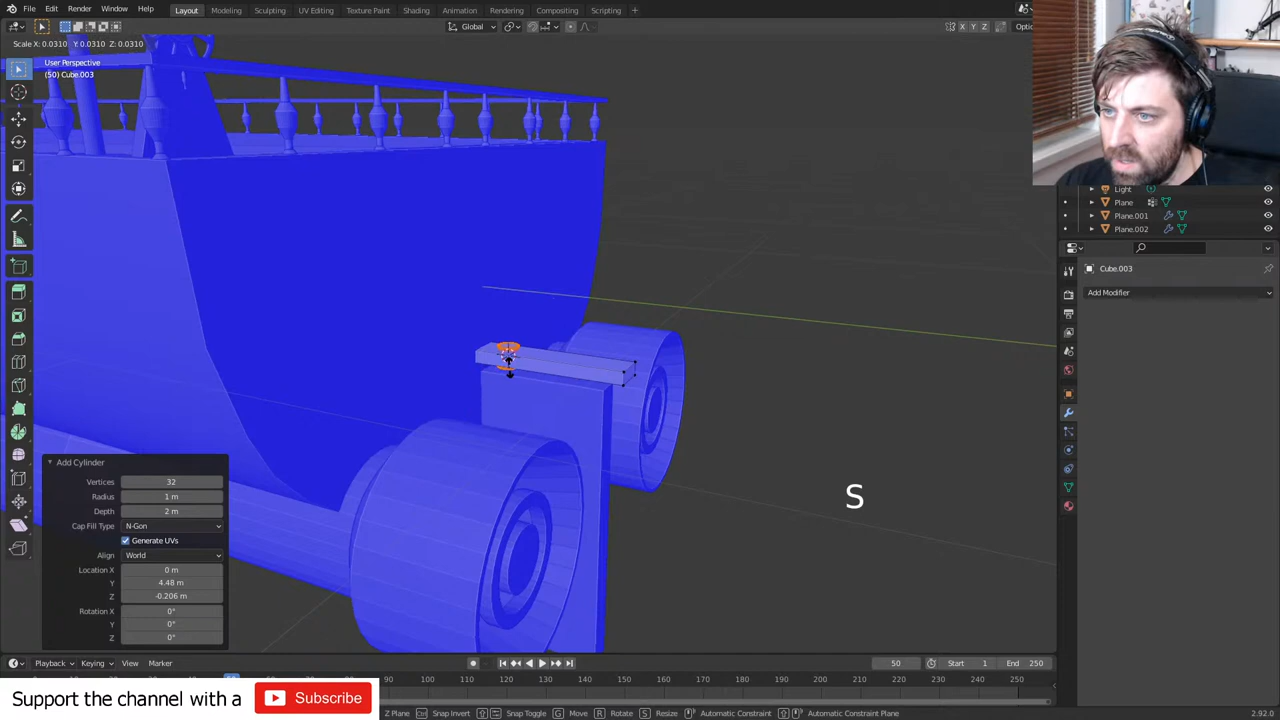 File Edit Render Window Help
Layout Modeling Sculpting UV Editing Texture Paint Shading Animation Rendering Compositing Scripting +
Global
X Y Z Optio
Scale X: 0.0310 Y: 0.0310 Z: 0.0310
User Perspective
(50) Cube.003
Light
Plane
Plane.001
Plane.002
Cube.003
Add Modifier
Add Cylinder
Vertices 32
Radius 1 m
Depth 2 m
Cap Fill Type N-Gon
Generate UVs
Align World
Location X 0 m
Y 4.48 m
Z -0.206 m
Rotation X 0°
Y 0°
Z 0°
S
Playback Keying View Marker
50 Start 1 End 250
50 100 110 120 130 140 150 160 170 180 190 200 210 220 230 240 250
Support the channel with a Subscribe
Z Plane Snap Invert Snap Toggle G Move R Rotate S Resize Automatic Constraint Automatic Constraint Plane
2.92.0